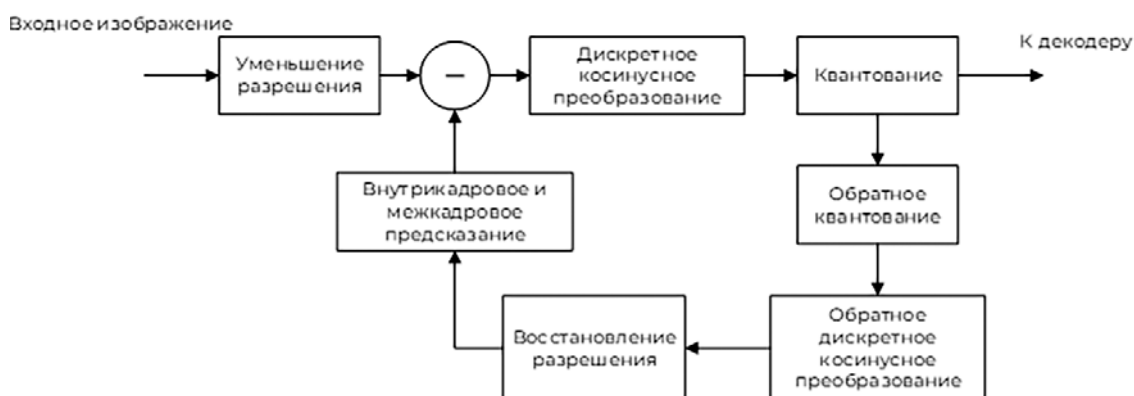 Входное изображение
К декодеру
Уменьшение
разрешения
−
Дискретное
косинусное
преобразование
Квантование
Внутрикадровое и
межкадровое
предсказание
Обратное
квантование
Восстановление
разрешения
Обратное
дискретное
косинусное
преобразование